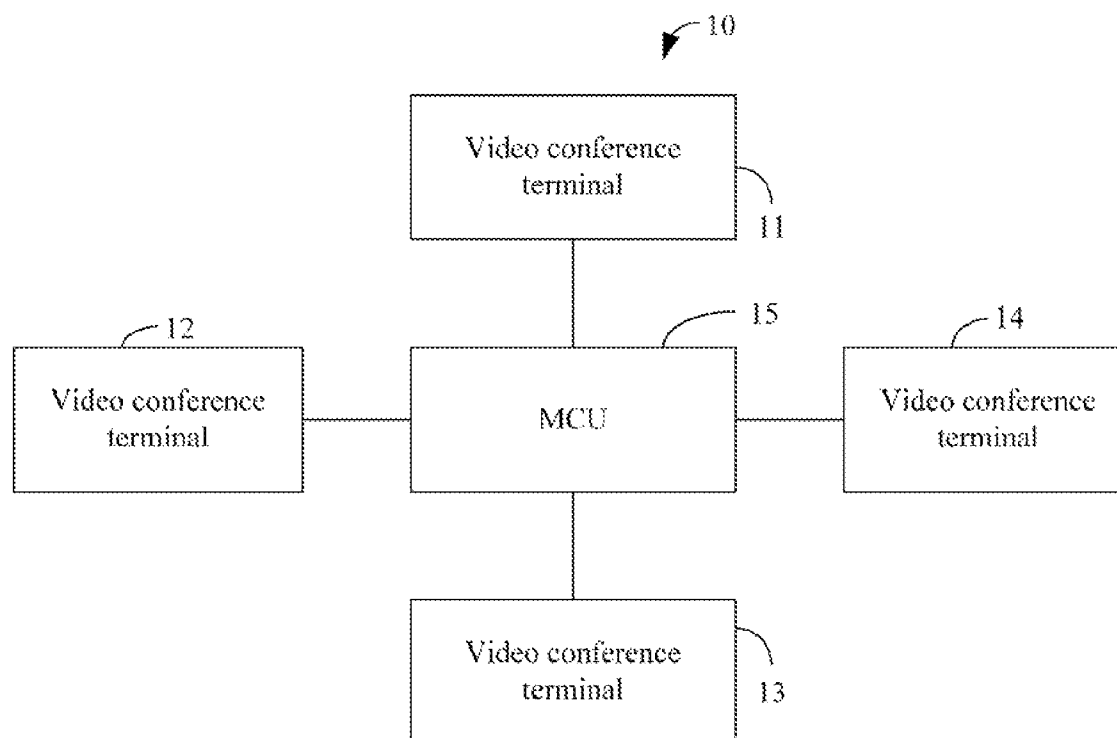 10
Video conference
terminal
11
12
15
14
Video conference
terminal
MCU
Video conference
terminal
Video conference
terminal
13